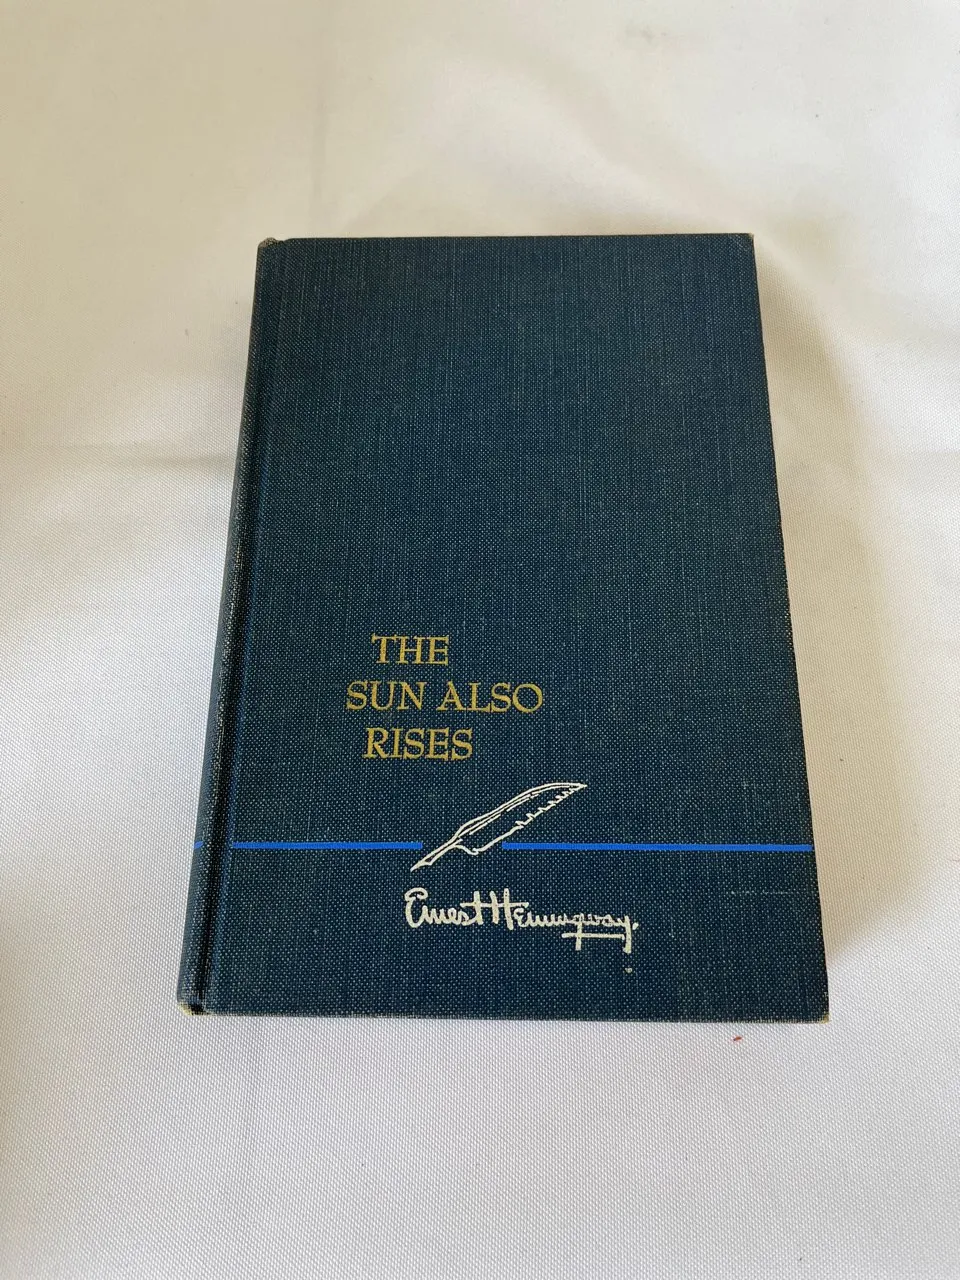 THE
SUN ALSO
RISES
Ernest Hemingway.